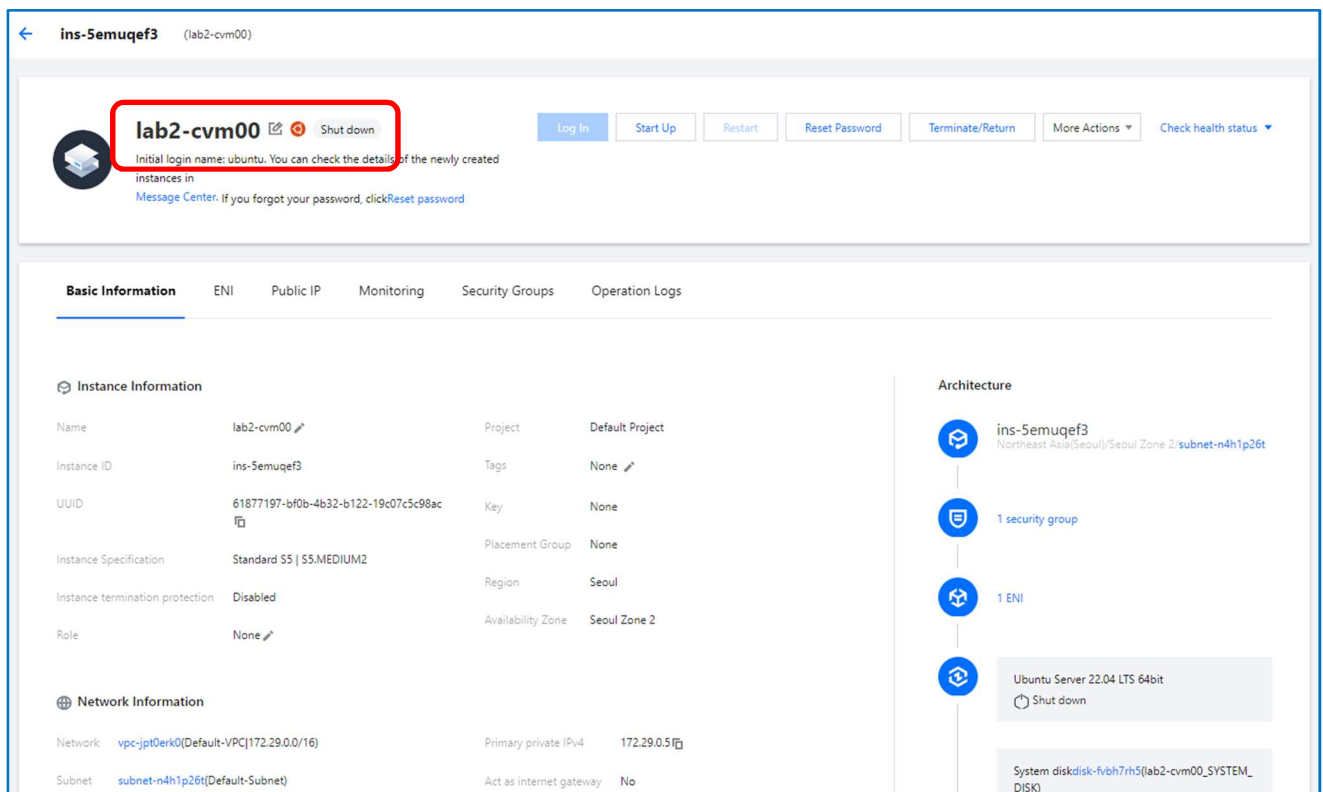 ins-5emuqef3 (lab2-cvm00)
lab2-cvm00 Shut down
Log In Start Up Restart Reset Password Terminate/Return More Actions Check health status
Initial login name: ubuntu. You can check the details of the newly created
instances in
Message Center. If you forgot your password, clickReset password
Basic Information ENI Public IP Monitoring Security Groups Operation Logs
Instance Information
Name lab2-cvm00
Instance ID ins-5emuqef3
UUID 61877197-bf0b-4b32-b122-19c07c5c98ac
Instance Specification Standard S5 | S5.MEDIUM2
Instance termination protection Disabled
Role None
Project Default Project
Tags None
Key None
Placement Group None
Region Seoul
Availability Zone Seoul Zone 2
Network Information
Network vpc-jpt0erk0(Default-VPC|172.29.0.0/16)
Subnet subnet-n4h1p26t(Default-Subnet)
Primary private IPv4 172.29.0.5
Act as internet gateway No
Architecture
ins-5emuqef3
Northeast Asia(Seoul)/Seoul Zone 2/subnet-n4h1p26t
1 security group
1 ENI
Ubuntu Server 22.04 LTS 64bit
Shut down
System diskdisk-fvbh7rh5(lab2-cvm00_SYSTEM_
DISK)